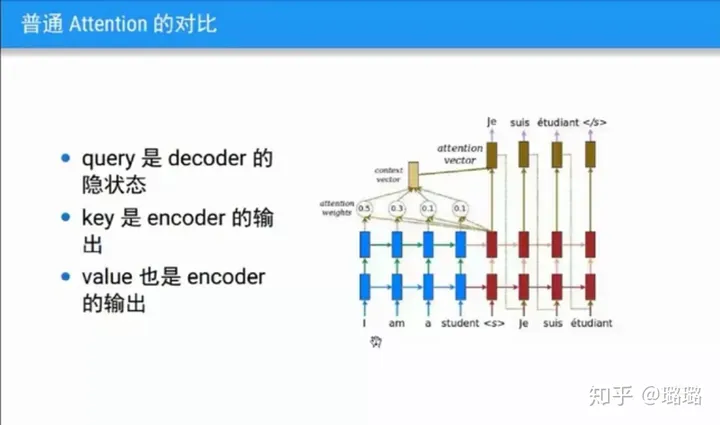 普通 Attention 的对比
query 是 decoder 的
隐状态
key 是 encoder 的输
出
value 也是 encoder
的输出
Je suis étudiant </s>
attention
vector
context
vector
attention
weights
0.5 0.3 0.1 0.1
I am a student <s> Je suis étudiant
知乎 @璐璐